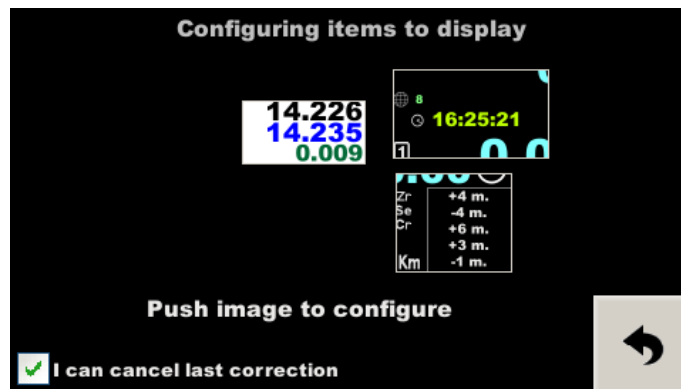 Configuring items to display
14.226
14.235
0.009
8
16:25:21
1
Zr
+4 m.
Se
-4 m.
Cr
+6 m.
+3 m.
Km
-1 m.
Push image to configure
I can cancel last correction